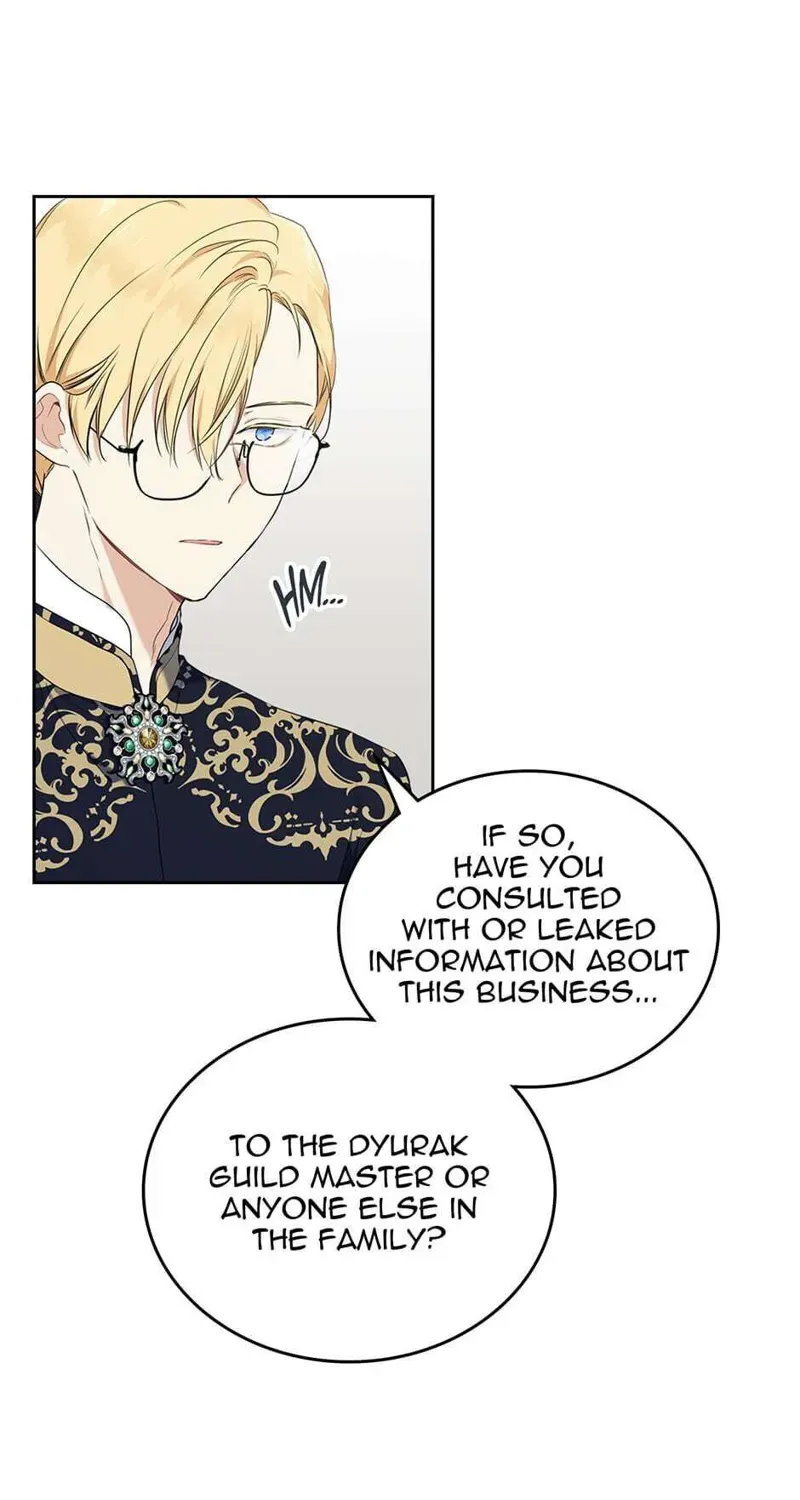 HM...
IF SO,
HAVE YOU
CONSULTED
WITH OR LEAKED
INFORMATION ABOUT
THIS BUSINESS...
TO THE DYURAK
GUILD MASTER OR
ANYONE ELSE IN
THE FAMILY?